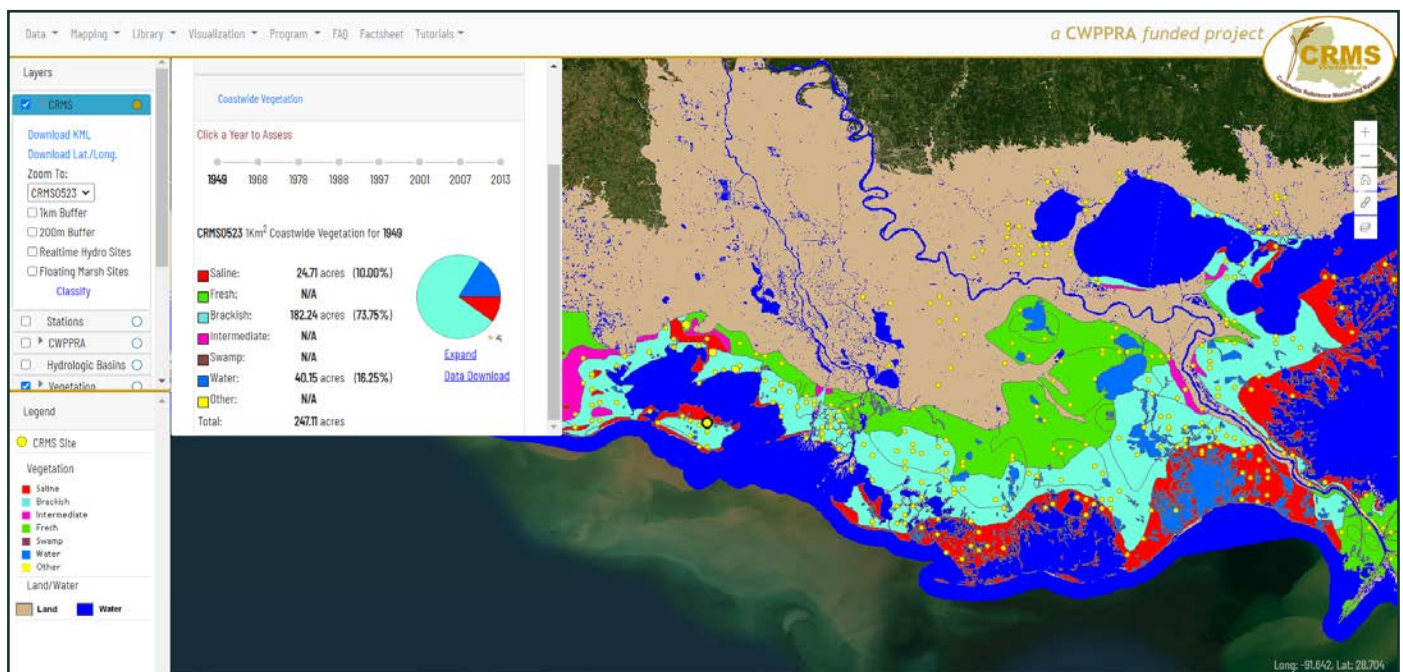 Data Mapping Library Visualization Program FAQ Factsheet Tutorials
a CWPPRA funded project
CRMS
Wetlands
Coastwide Reference Monitoring System
Layers
CRMS
Download KML
Download Lat./Long.
Zoom To:
CRMS0523
1km Buffer
200m Buffer
Realtime Hydro Sites
Floating Marsh Sites
Classify
Stations
CWPPRA
Hydrologic Basins
Vegetation
Legend
CRMS Site
Vegetation
Saline
Brackish
Intermediate
Fresh
Swamp
Water
Other
Land/Water
Land Water
Coastwide Vegetation
Click a Year to Assess
1949 1968 1978 1988 1997 2001 2007 2013
CRMS0523 1Km² Coastwide Vegetation for 1949
Saline: 24.71 acres (10.00%)
Fresh: N/A
Brackish: 182.24 acres (73.75%)
Intermediate: N/A
Swamp: N/A
Water: 40.15 acres (16.25%)
Other: N/A
Total: 247.11 acres
Expand
Data Download
Long: -91.642, Lat: 28.704